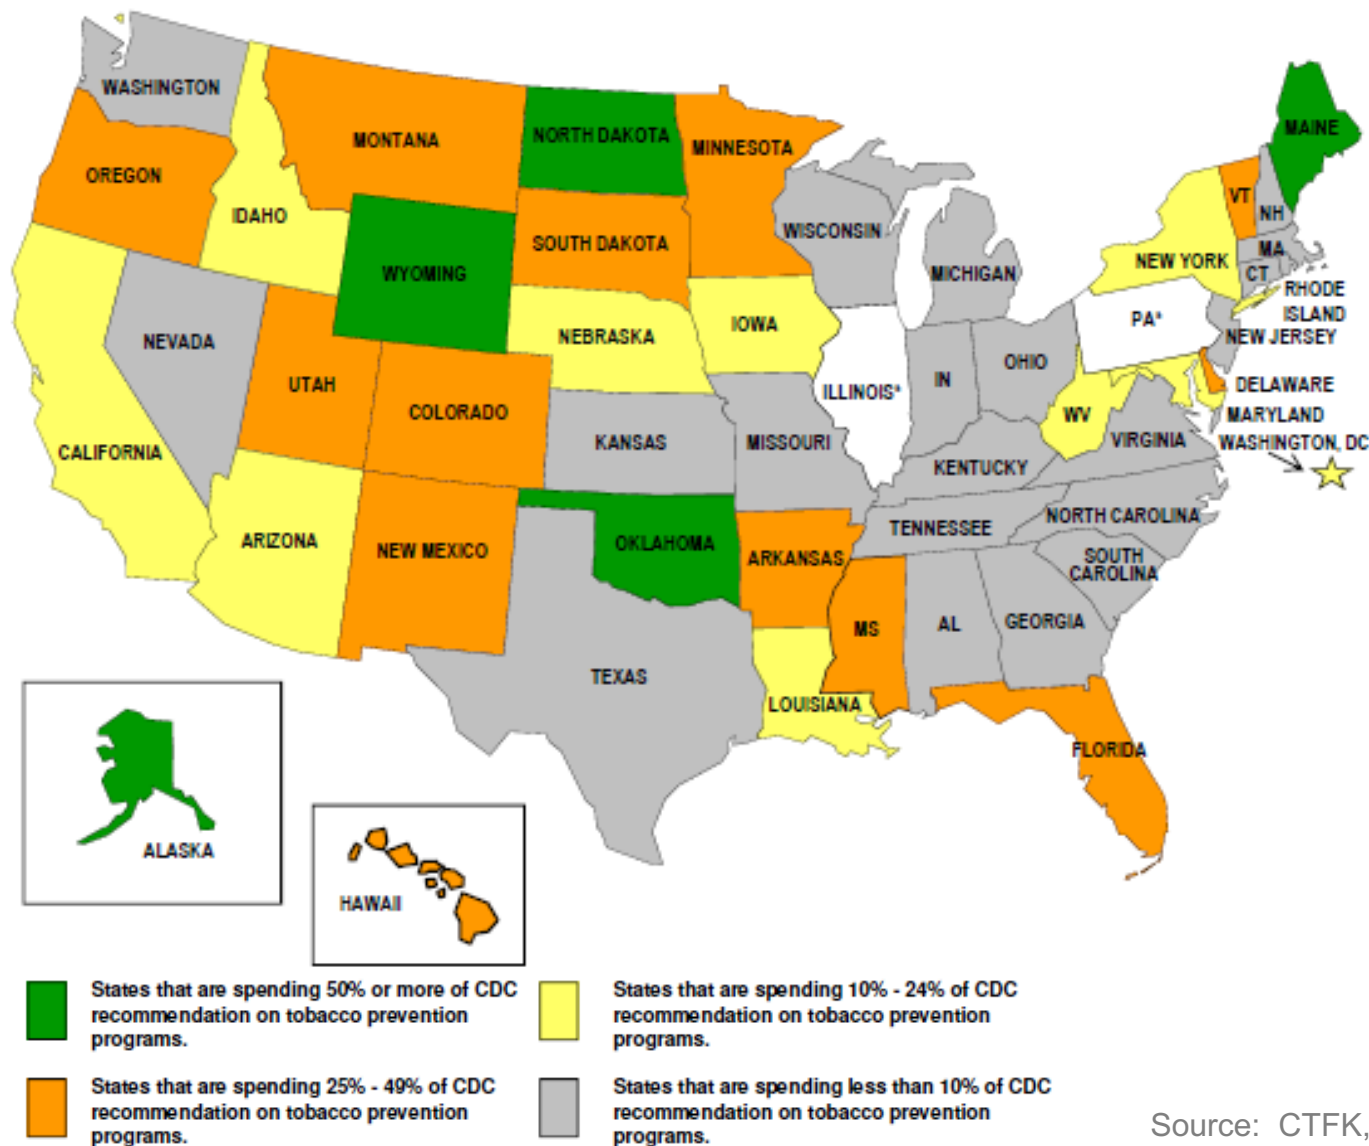 WASHINGTON
MONTANA
NORTH DAKOTA
MINNESOTA
MAINE
OREGON
IDAHO
WISCONSIN
VT
NH
SOUTH DAKOTA
MICHIGAN
NEW YORK
MA
CT
WYOMING
RHODE
ISLAND
NEVADA
NEBRASKA
IOWA
PA*
NEW JERSEY
UTAH
COLORADO
ILLINOIS*
IN
OHIO
DELAWARE
WV
MARYLAND
CALIFORNIA
KANSAS
MISSOURI
VIRGINIA
WASHINGTON, DC
KENTUCKY
ARIZONA
NEW MEXICO
OKLAHOMA
ARKANSAS
TENNESSEE
NORTH CAROLINA
SOUTH
CAROLINA
MS
AL
GEORGIA
TEXAS
LOUISIANA
FLORIDA
ALASKA
HAWAII
States that are spending 50% or more of CDC
recommendation on tobacco prevention
programs.
States that are spending 10% - 24% of CDC
recommendation on tobacco prevention
programs.
States that are spending 25% - 49% of CDC
recommendation on tobacco prevention
programs.
States that are spending less than 10% of CDC
recommendation on tobacco prevention
programs.
Source: CTFK,